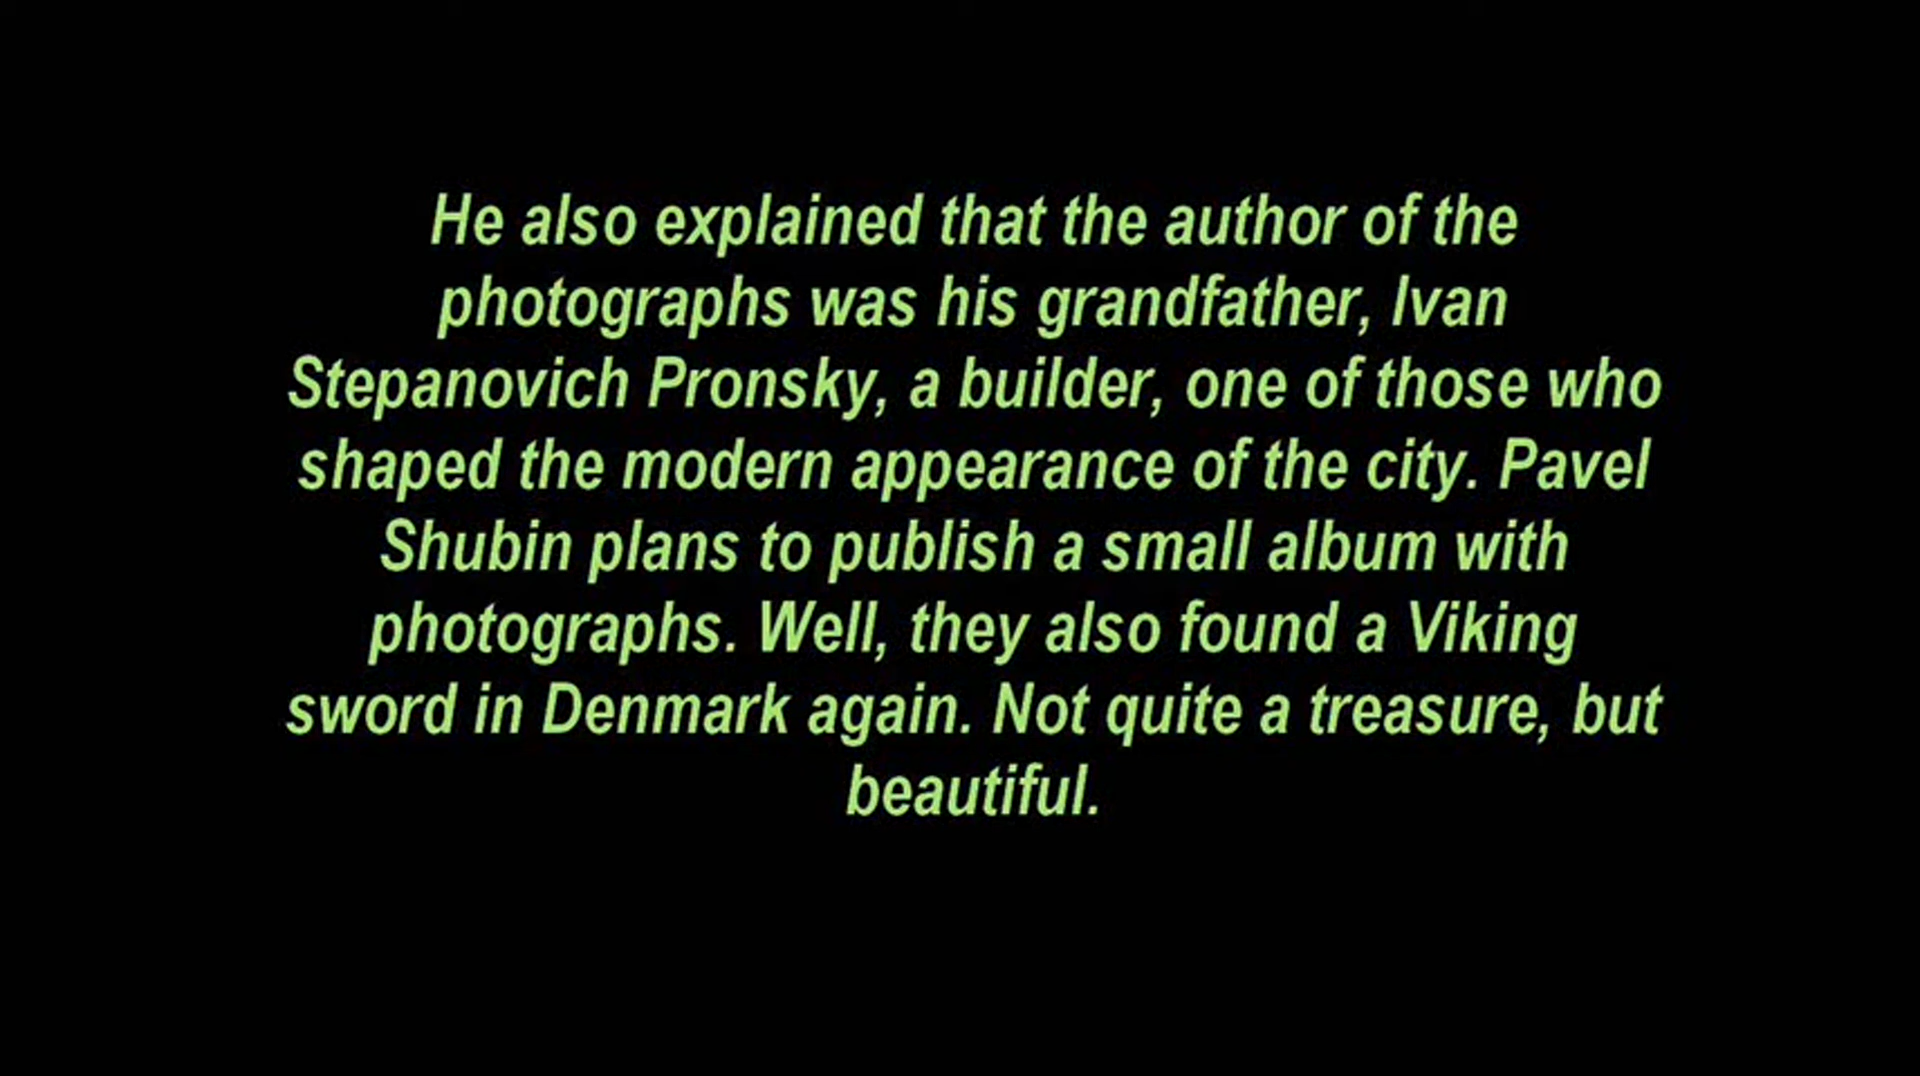 He also explained that the author of the
photographs was his grandfather, Ivan
Stepanovich Pronsky, a builder, one of those who
shaped the modern appearance of the city. Pavel
Shubin plans to publish a small album with
photographs. Well, they also found a Viking
sword in Denmark again. Not quite a treasure, but
beautiful.